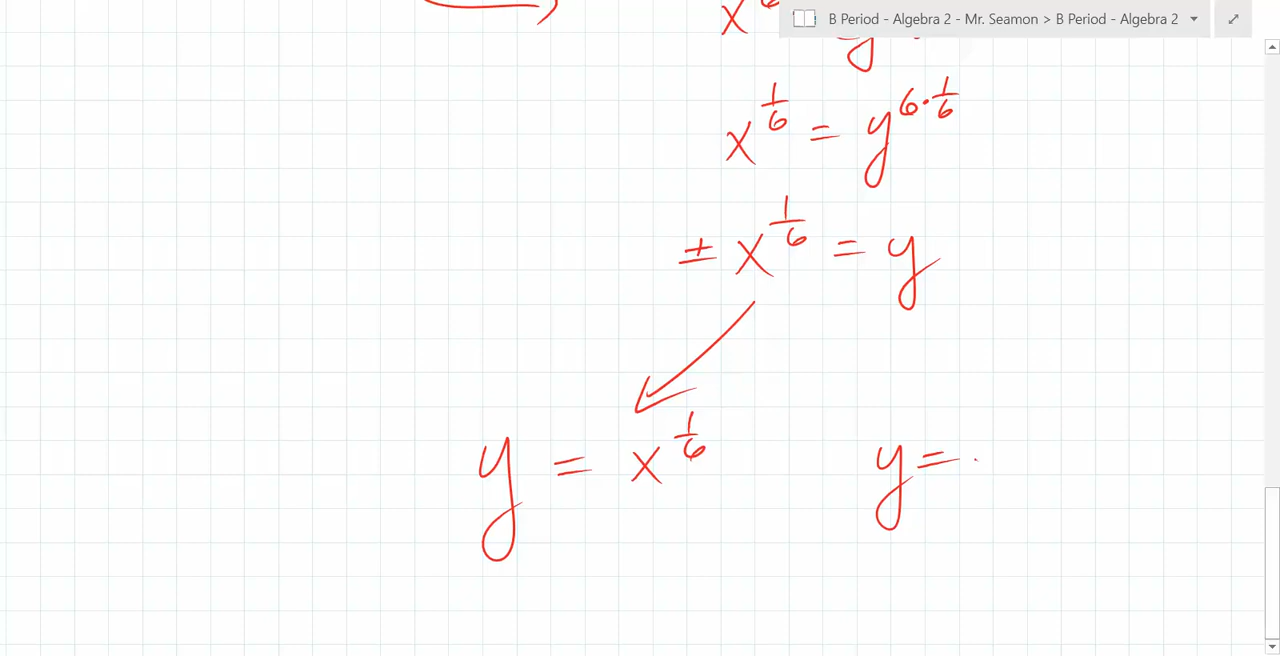 B Period - Algebra 2 - Mr. Seamon > B Period - Algebra 2
x^{1/6} = y^{6·1/6}
± x^{1/6} = y
y = x^{1/6}
y =